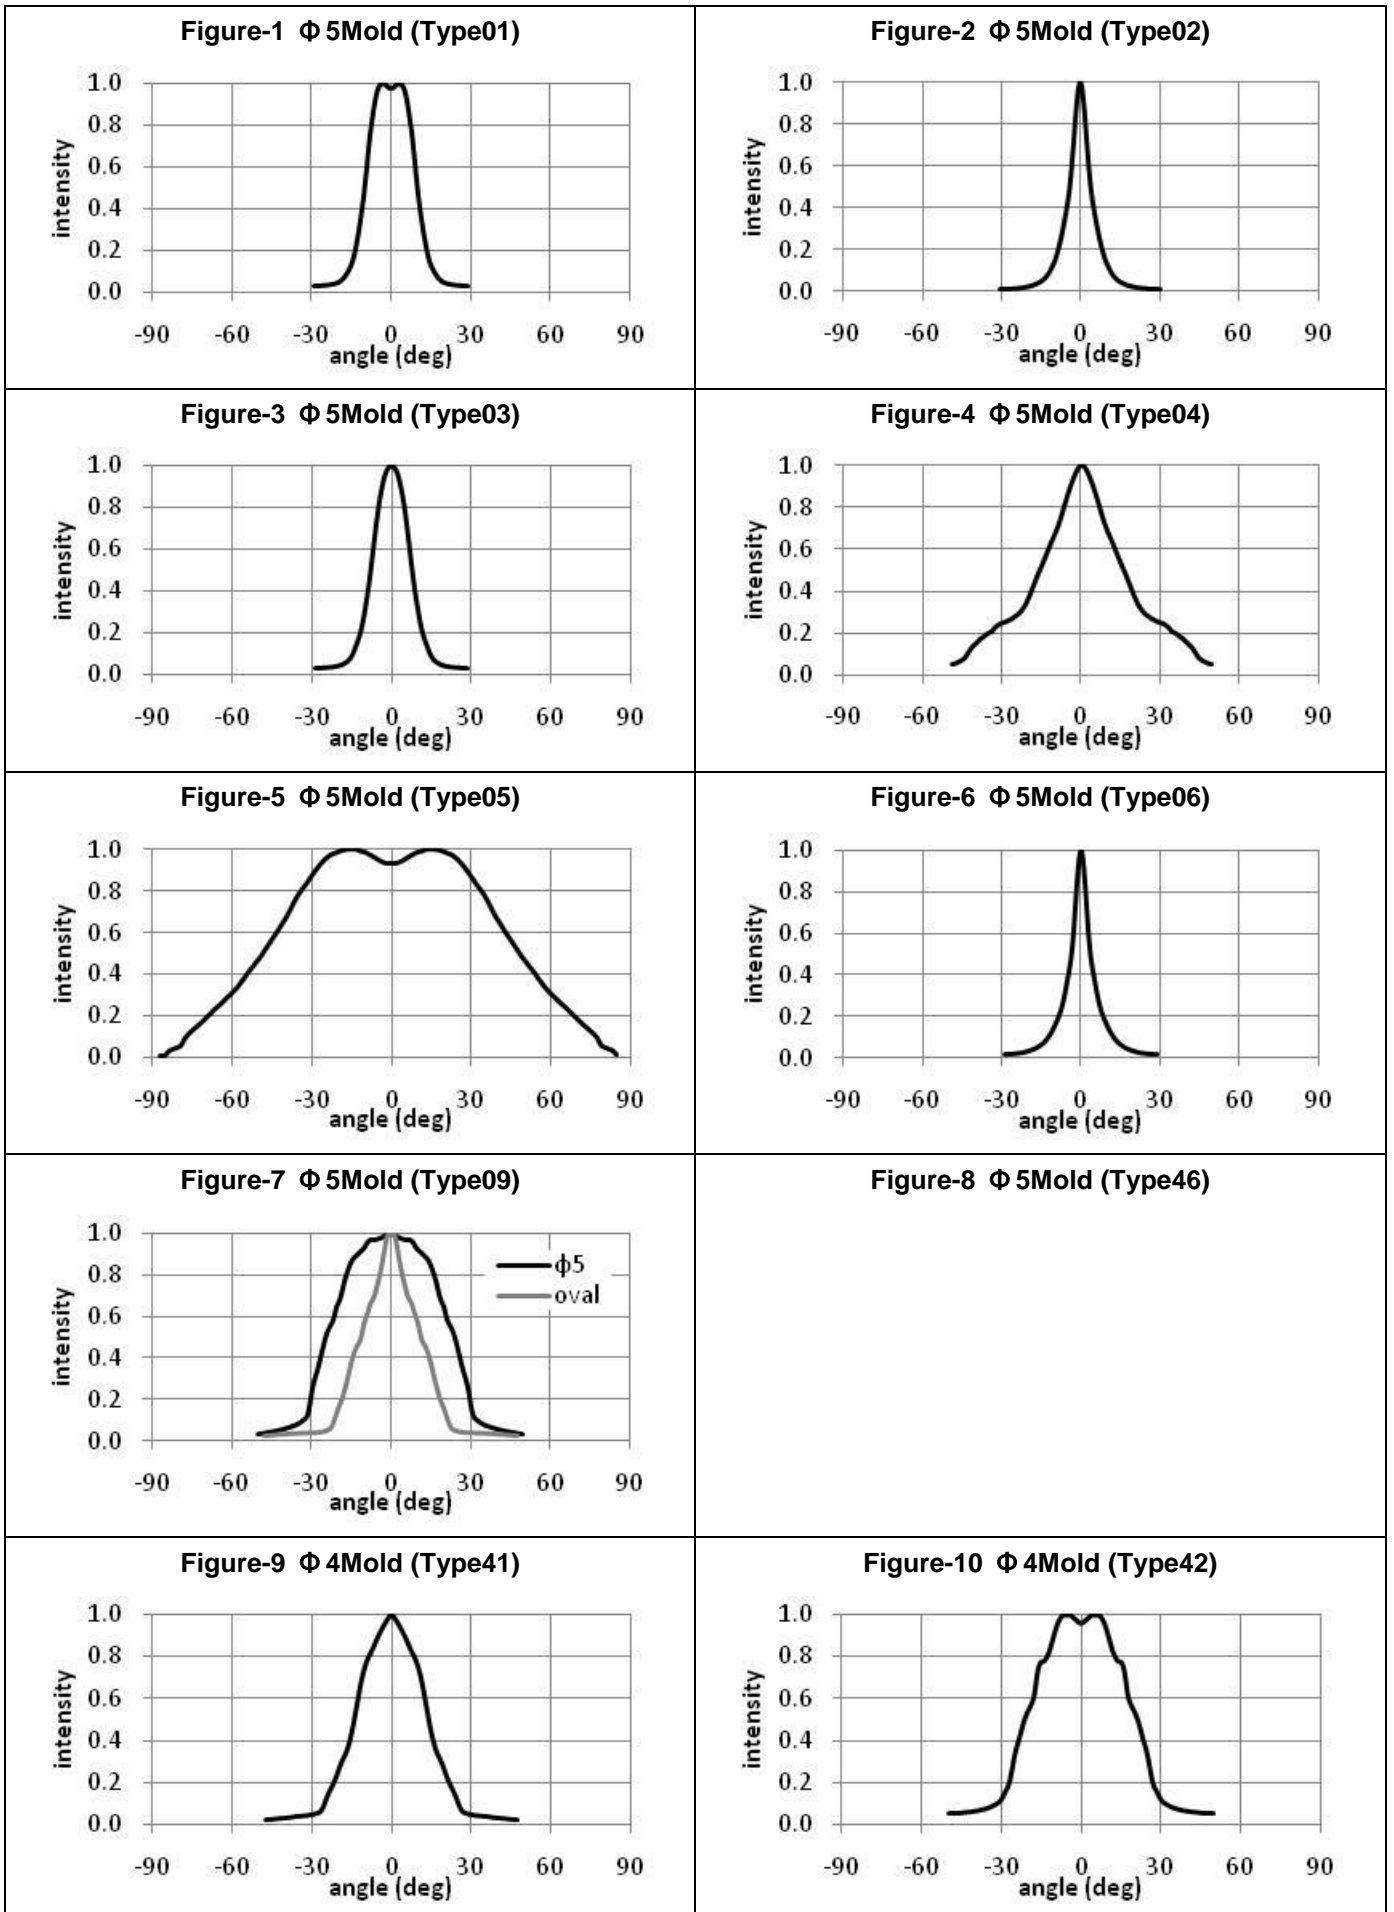 Figure-1 Φ 5Mold (Type01)
1.0
0.8
0.6
0.4
0.2
0.0
intensity
-90 -60 -30 0 30 60 90
angle (deg)
Figure-2 Φ 5Mold (Type02)
1.0
0.8
0.6
0.4
0.2
0.0
intensity
-90 -60 -30 0 30 60 90
angle (deg)
Figure-3 Φ 5Mold (Type03)
1.0
0.8
0.6
0.4
0.2
0.0
intensity
-90 -60 -30 0 30 60 90
angle (deg)
Figure-4 Φ 5Mold (Type04)
1.0
0.8
0.6
0.4
0.2
0.0
intensity
-90 -60 -30 0 30 60 90
angle (deg)
Figure-5 Φ 5Mold (Type05)
1.0
0.8
0.6
0.4
0.2
0.0
intensity
-90 -60 -30 0 30 60 90
angle (deg)
Figure-6 Φ 5Mold (Type06)
1.0
0.8
0.6
0.4
0.2
0.0
intensity
-90 -60 -30 0 30 60 90
angle (deg)
Figure-7 Φ 5Mold (Type09)
1.0
0.8
0.6
0.4
0.2
0.0
intensity
ϕ5
oval
-90 -60 -30 0 30 60 90
angle (deg)
Figure-8 Φ 5Mold (Type46)
Figure-9 Φ 4Mold (Type41)
1.0
0.8
0.6
0.4
0.2
0.0
intensity
-90 -60 -30 0 30 60 90
angle (deg)
Figure-10 Φ 4Mold (Type42)
1.0
0.8
0.6
0.4
0.2
0.0
intensity
-90 -60 -30 0 30 60 90
angle (deg)